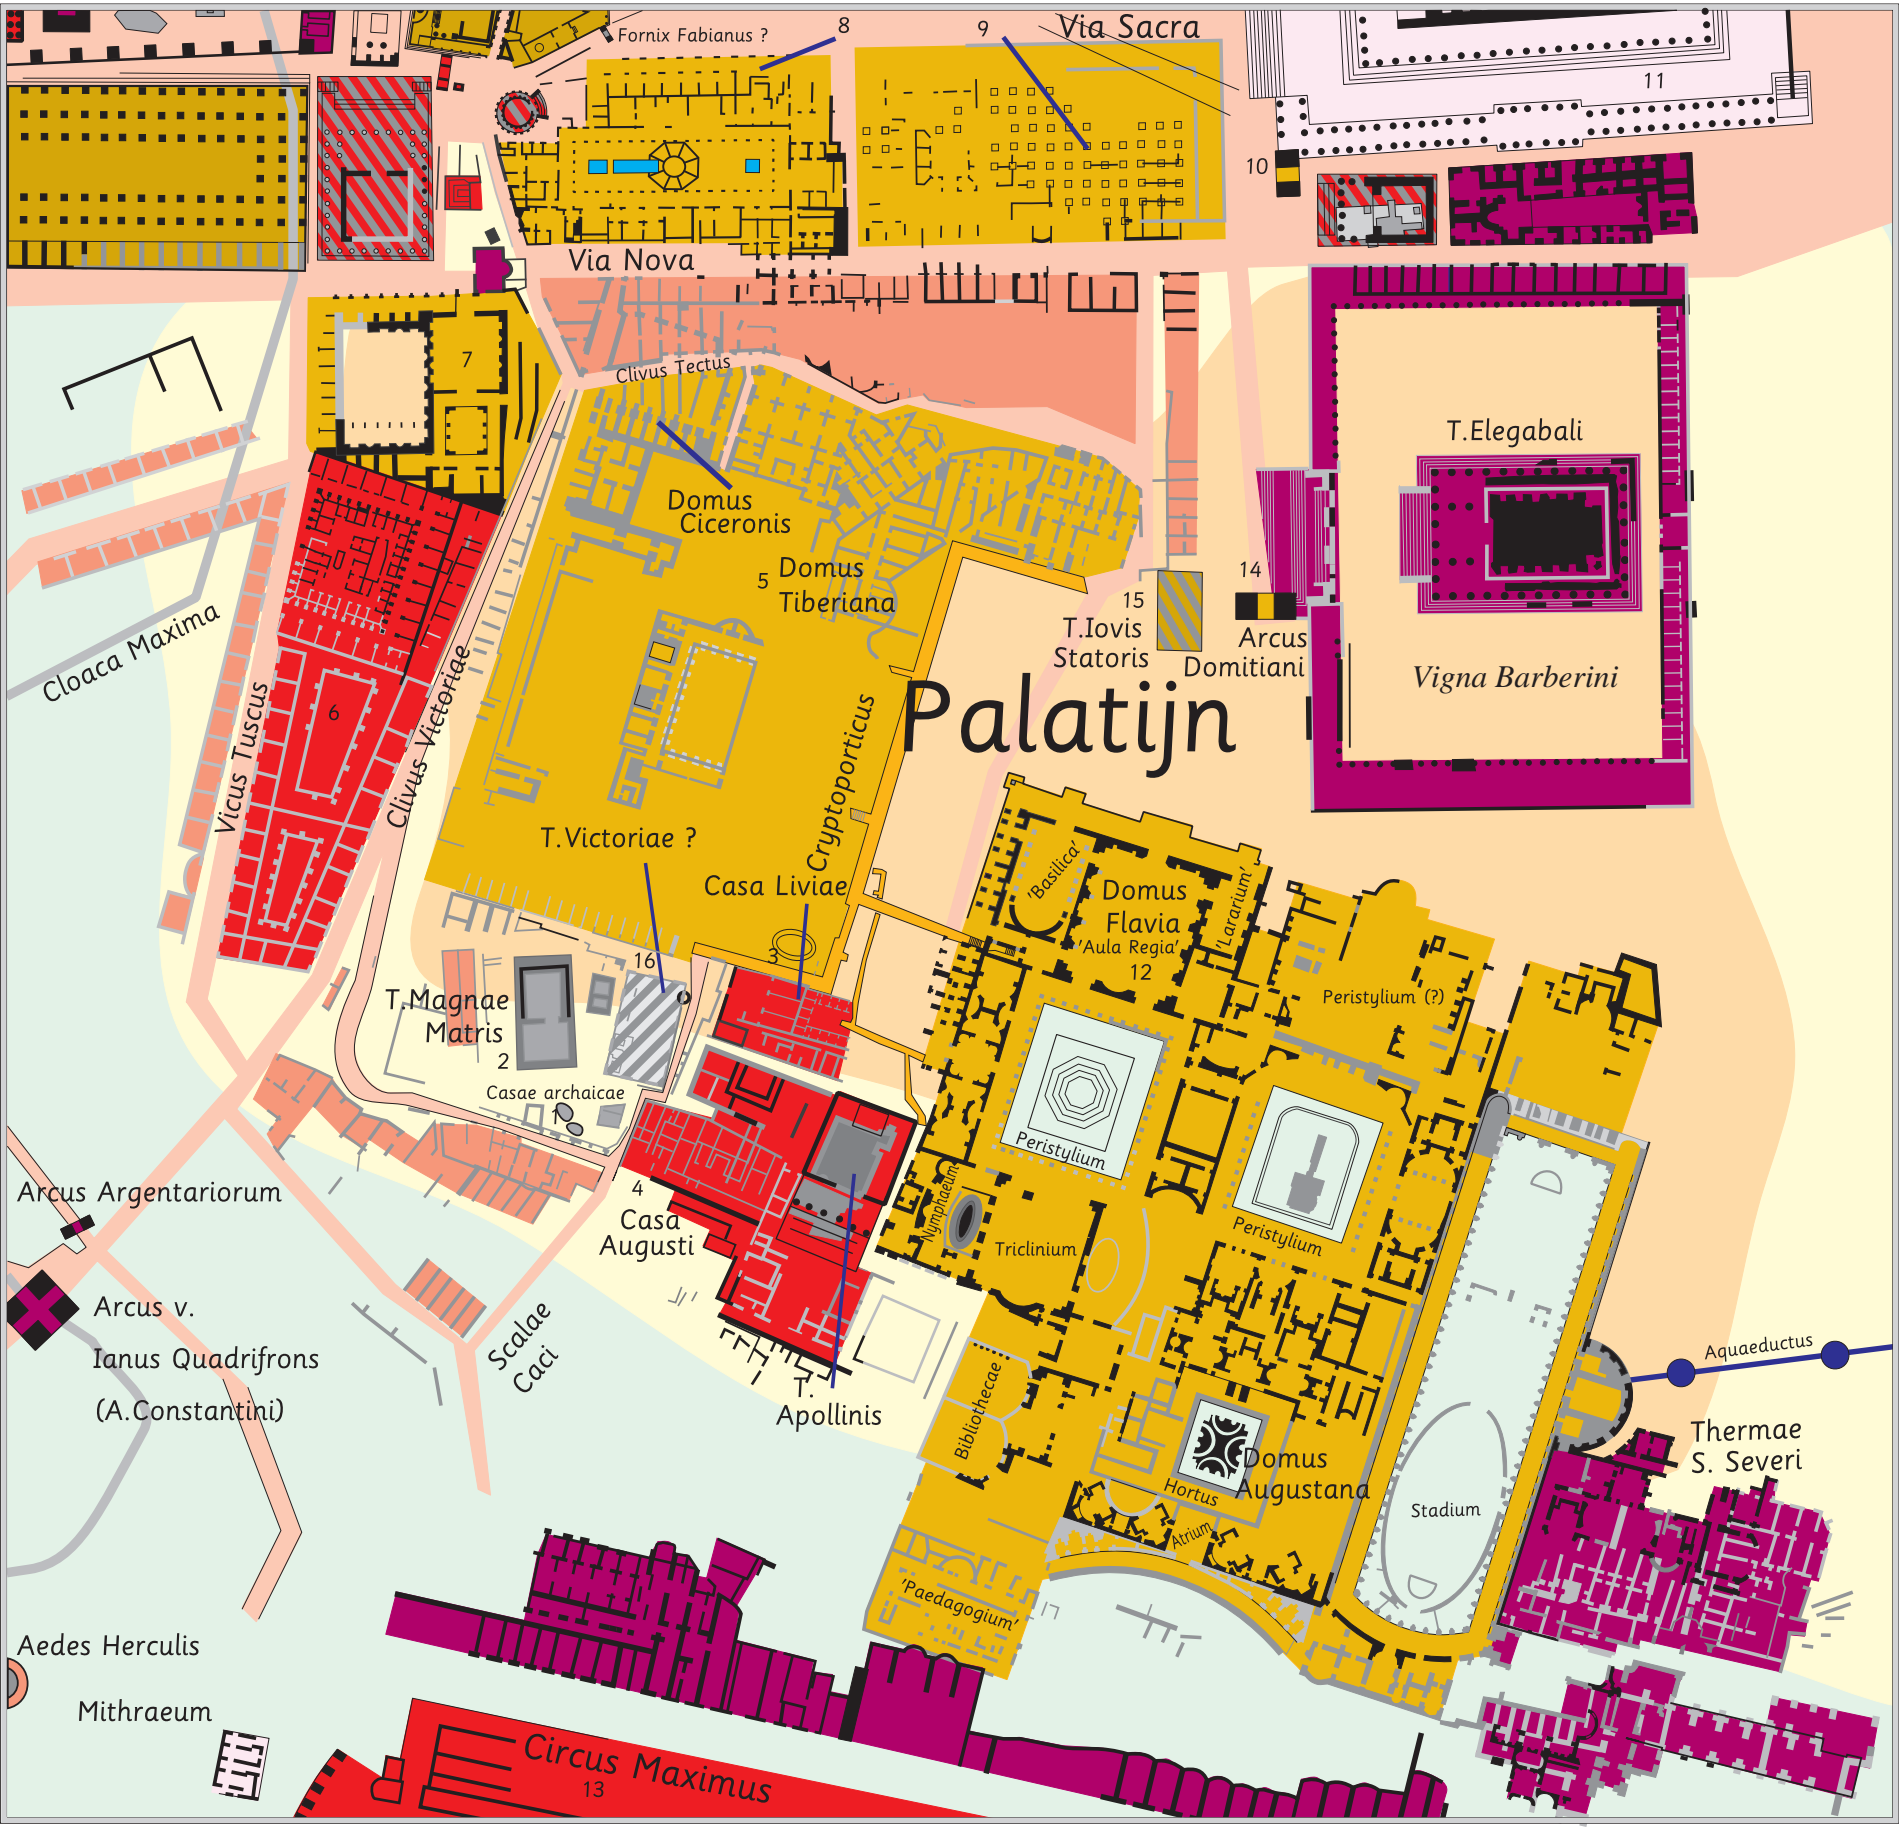 8
9
Via Sacra
Fornix Fabianus ?
11
10
Via Nova
7
Clivus Tectus
T.Elegabali
Domus
Ciceronis
5
Domus
Tiberiana
14
15
T.Iovis
Statoris
Arcus
Domitiani
Cloaca Maxima
Vigna Barberini
6
Palatijn
Vicus Tuscus
Clivus Victoriae
Cryptoporticus
T.Victoriae ?
Casa Liviae
'Basilica'
Domus
Flavia
'Aula Regia'
12
'Lararium'
3
16
T.Magnae
Matris
2
Peristylium (?)
Casae archaicae
1
Peristylium
4
Casa
Augusti
Nymphaeum
Triclinium
Peristylium
Arcus Argentariorum
Arcus v.
Ianus Quadrifrons
(A.Constantini)
Scalae
Caci
T.
Apollinis
Bibliothecae
Aquaeductus
Thermae
S. Severi
Domus
Augustana
Hortus
Atrium
Stadium
'Paedagogium'
Aedes Herculis
Mithraeum
Circus Maximus
13